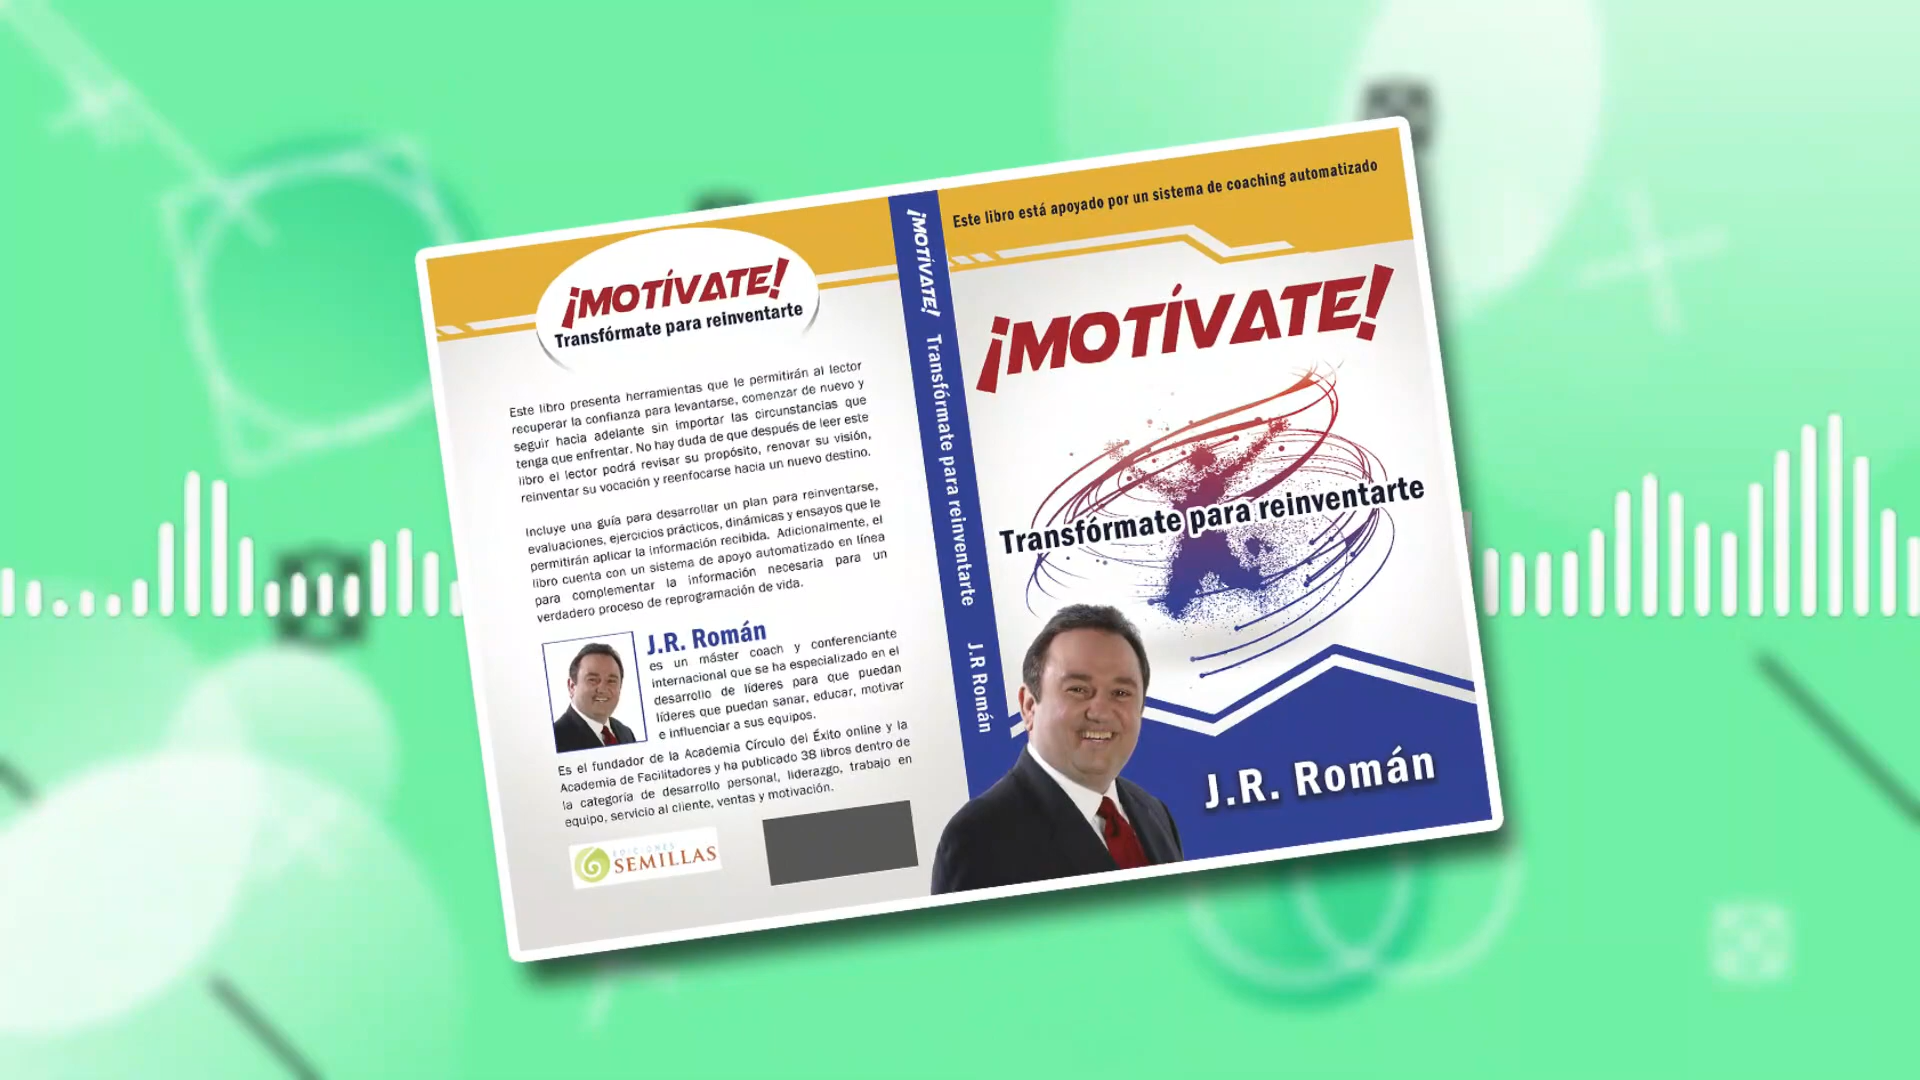 ¡MOTÍVATE!
Transfórmate para reinventarte
Este libro presenta herramientas que le permitirán al lector
recuperar la confianza para levantarse, comenzar de nuevo y
seguir hacia adelante sin importar las circunstancias que
tenga que enfrentar. No hay duda de que después de leer este
libro el lector podrá revisar su propósito, renovar su visión,
reinventar su vocación y reenfocarse hacia un nuevo destino.
Incluye una guía para desarrollar un plan para reinventarse,
evaluaciones, ejercicios prácticos, dinámicas y ensayos que le
permitirán aplicar la información recibida. Adicionalmente, el
libro cuenta con un sistema de apoyo automatizado en línea
para complementar la información necesaria para un
verdadero proceso de reprogramación de vida.
J.R. Román
es un máster coach y conferenciante
internacional que se ha especializado en el
desarrollo de líderes para que puedan
líderes que puedan sanar, educar, motivar
e influenciar a sus equipos.
Es el fundador de la Academia Círculo del Éxito online y la
Academia de Facilitadores y ha publicado 38 libros dentro de
la categoría de desarrollo personal, liderazgo, trabajo en
equipo, servicio al cliente, ventas y motivación.
EDICIONES
SEMILLAS
¡MOTÍVATE! Transfórmate para reinventarte J.R Román
Este libro está apoyado por un sistema de coaching automatizado
¡MOTÍVATE!
Transfórmate para reinventarte
J.R. Román